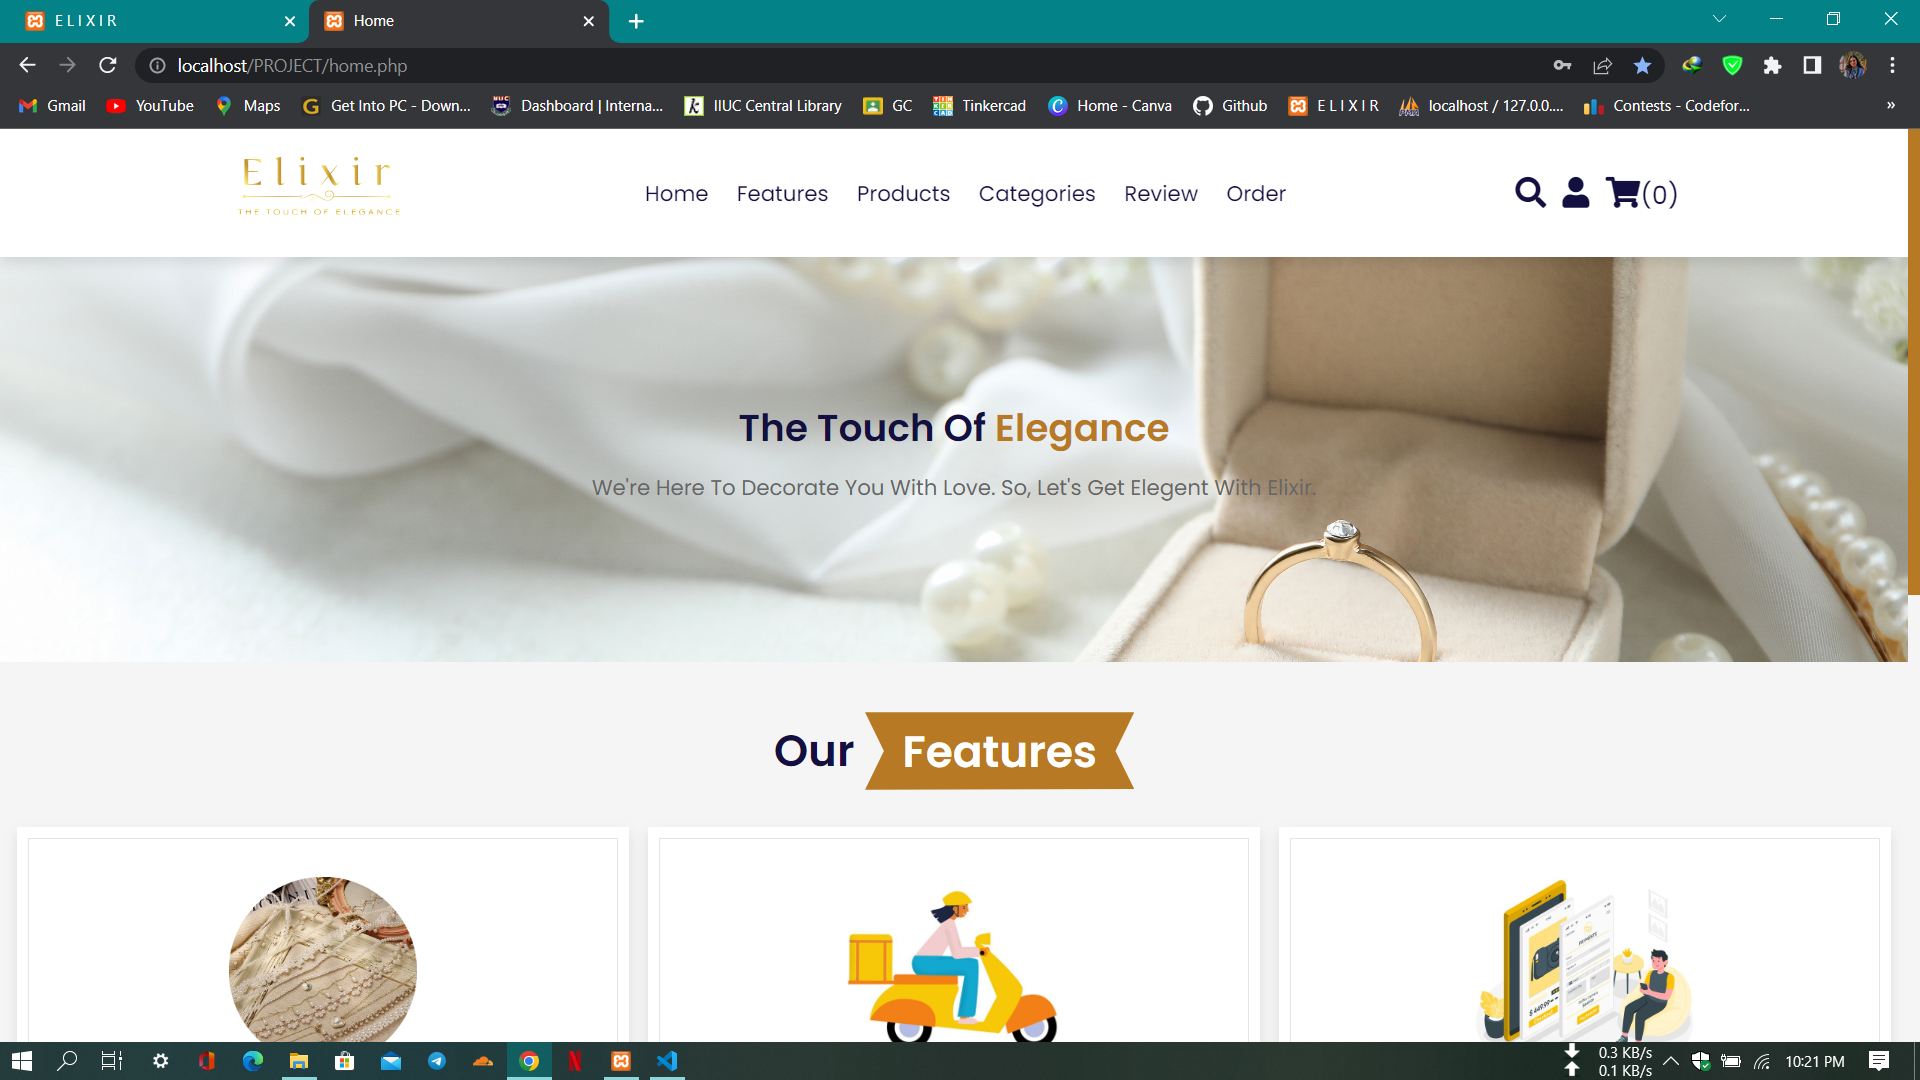 E L I X I R
Home
localhost/PROJECT/home.php
Gmail
YouTube
Maps
Get Into PC - Down...
Dashboard | Interna...
IIUC Central Library
GC
Tinkercad
Home - Canva
Github
E L I X I R
localhost / 127.0.0....
Contests - Codefor...
»
Elixir
THE TOUCH OF ELEGANCE
Home
Features
Products
Categories
Review
Order
(0)
The Touch Of Elegance
We're Here To Decorate You With Love. So, Let's Get Elegent With Elixir.
Our Features
0.3 KB/s
0.1 KB/s
10:21 PM